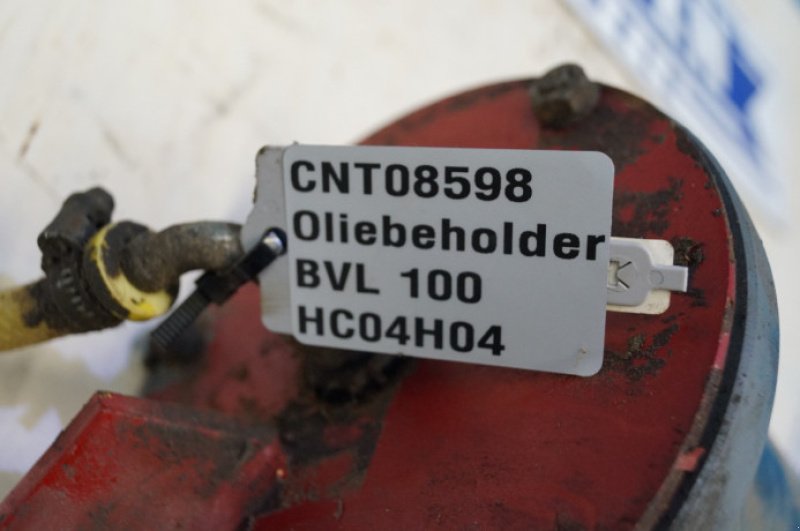 CNT08598
Oliebeholder
BVL 100
HC04H04